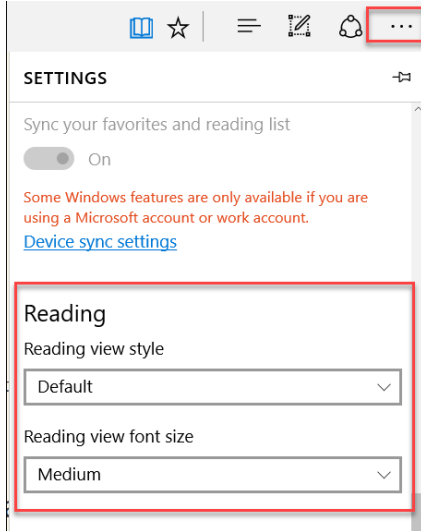 SETTINGS
Sync your favorites and reading list
On
Some Windows features are only available if you are
using a Microsoft account or work account.
Device sync settings
Reading
Reading view style
Default
Reading view font size
Medium